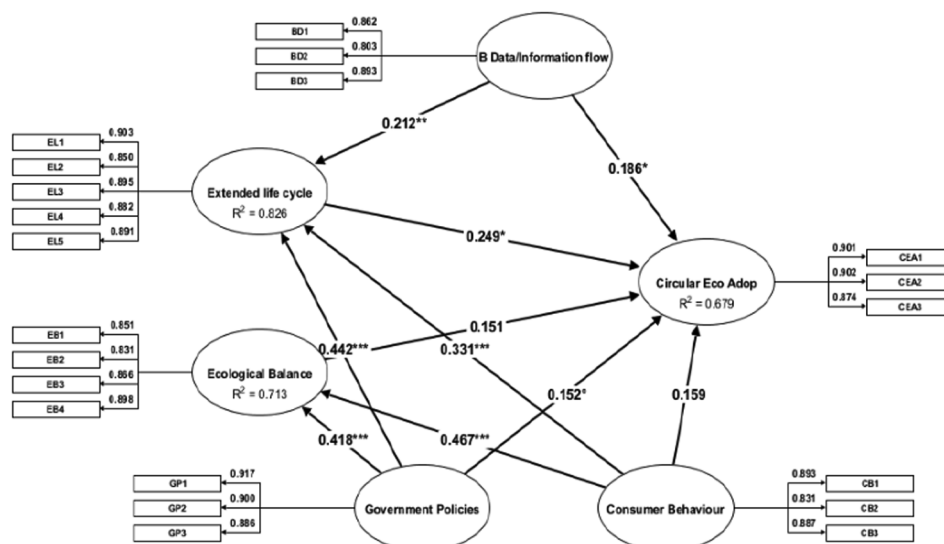 BD1
0.862
BD2
0.803
BD3
0.893
B Data/Information flow
0.212**
0.186*
EL1
0.903
EL2
0.850
EL3
0.895
EL4
0.882
EL5
0.891
Extended life cycle
R² = 0.826
0.249*
Circular Eco Adop
R² = 0.679
0.901
CEA1
0.902
CEA2
0.874
CEA3
EB1
0.851
EB2
0.831
EB3
0.866
EB4
0.898
Ecological Balance
R² = 0.713
0.151
0.442***
0.331***
0.152*
0.159
0.418***
0.467***
GP1
0.917
GP2
0.900
GP3
0.886
Government Policies
Consumer Behaviour
0.893
CB1
0.831
CB2
0.887
CB3